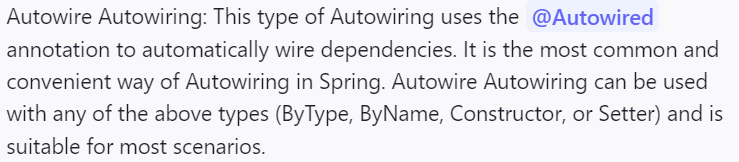 Autowire Autowiring: This type of Autowiring uses the @Autowired
annotation to automatically wire dependencies. It is the most common and
convenient way of Autowiring in Spring. Autowire Autowiring can be used
with any of the above types (ByType, ByName, Constructor, or Setter) and is
suitable for most scenarios.